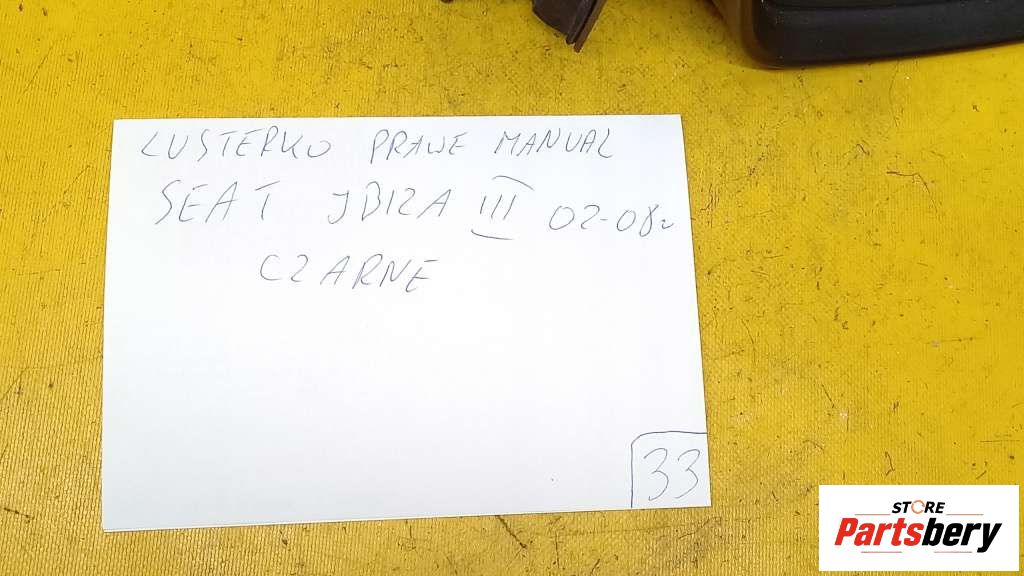 LUSTERKO PRAWE MANUAL
SEAT IBIZA III 02-08r
CZARNE
33
STORE
Partsbery